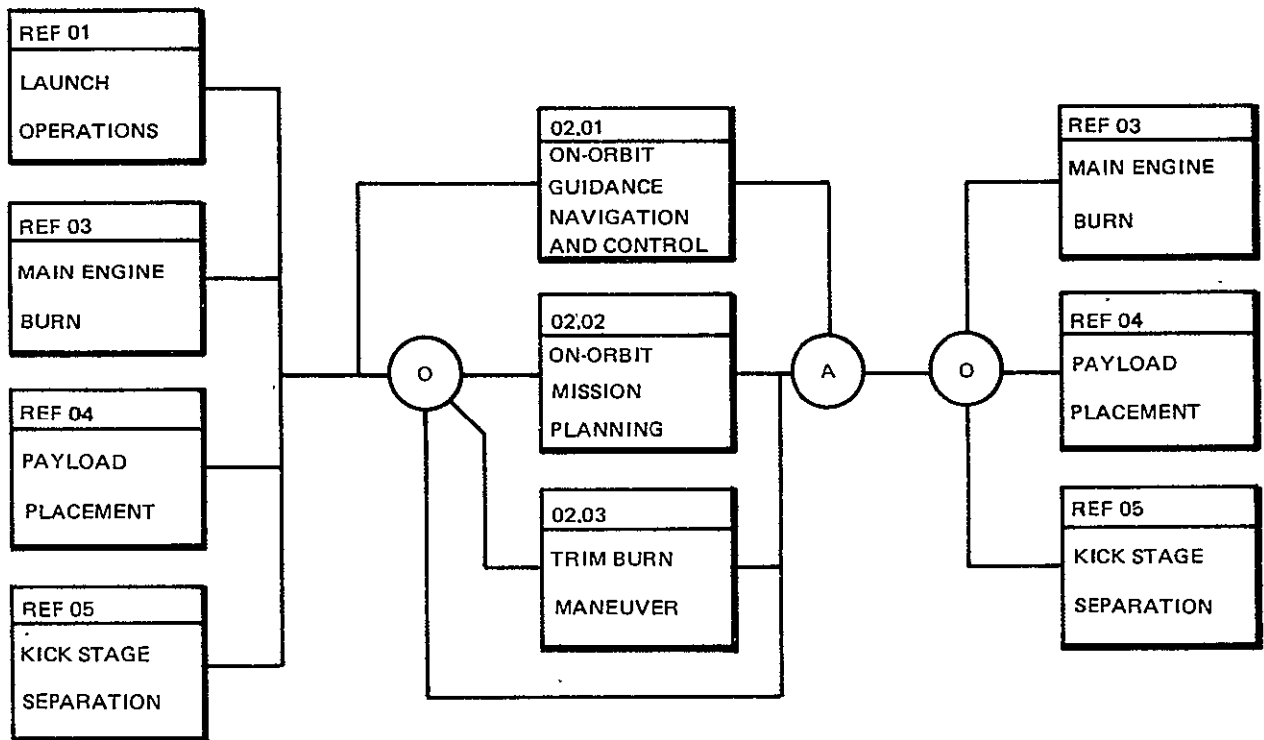 REF 01
LAUNCH
OPERATIONS
REF 03
MAIN ENGINE
BURN
REF 04
PAYLOAD
PLACEMENT
REF 05
KICK STAGE
SEPARATION
O
02.01
ON-ORBIT
GUIDANCE
NAVIGATION
AND CONTROL
02.02
ON-ORBIT
MISSION
PLANNING
02.03
TRIM BURN
MANEUVER
A
O
REF 03
MAIN ENGINE
BURN
REF 04
PAYLOAD
PLACEMENT
REF 05
KICK STAGE
SEPARATION